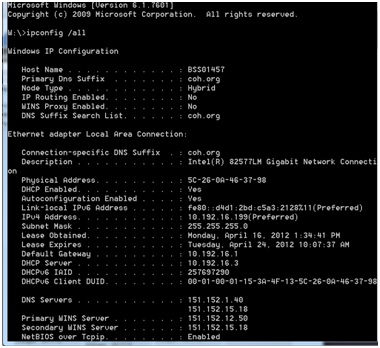 Microsoft Windows [Version 6.1.7601]
Copyright (c) 2009 Microsoft Corporation. All rights reserved.
W:\>ipconfig /all
Windows IP Configuration
Host Name . . . . . . . . . . . . : BSS01457
Primary Dns Suffix . . . . . . . : coh.org
Node Type . . . . . . . . . . . . : Hybrid
IP Routing Enabled. . . . . . . . : No
WINS Proxy Enabled. . . . . . . . : No
DNS Suffix Search List. . . . . . : coh.org
Ethernet adapter Local Area Connection:
Connection-specific DNS Suffix . : coh.org
Description . . . . . . . . . . . : Intel(R) 82577LM Gigabit Network Connecti
on
Physical Address. . . . . . . . . : 5C-26-0A-46-37-98
DHCP Enabled. . . . . . . . . . . : Yes
Autoconfiguration Enabled . . . . : Yes
Link-local IPv6 Address . . . . . : fe80::d4d1:2bd:c5a3:2128%11(Preferred)
IPv4 Address. . . . . . . . . . . : 10.192.16.199(Preferred)
Subnet Mask . . . . . . . . . . . : 255.255.255.0
Lease Obtained. . . . . . . . . . : Monday, April 16, 2012 1:34:41 PM
Lease Expires . . . . . . . . . . : Tuesday, April 24, 2012 10:07:37 AM
Default Gateway . . . . . . . . . : 10.192.16.1
DHCP Server . . . . . . . . . . . : 10.192.16.3
DHCPv6 IAID . . . . . . . . . . . : 257697290
DHCPv6 Client DUID. . . . . . . . : 00-01-00-01-15-3A-4F-13-5C-26-0A-46-37-98
DNS Servers . . . . . . . . . . . : 151.152.1.40
151.152.15.18
Primary WINS Server . . . . . . . : 151.152.12.50
Secondary WINS Server . . . . . . : 151.152.15.18
NetBIOS over Tcpip. . . . . . . . : Enabled